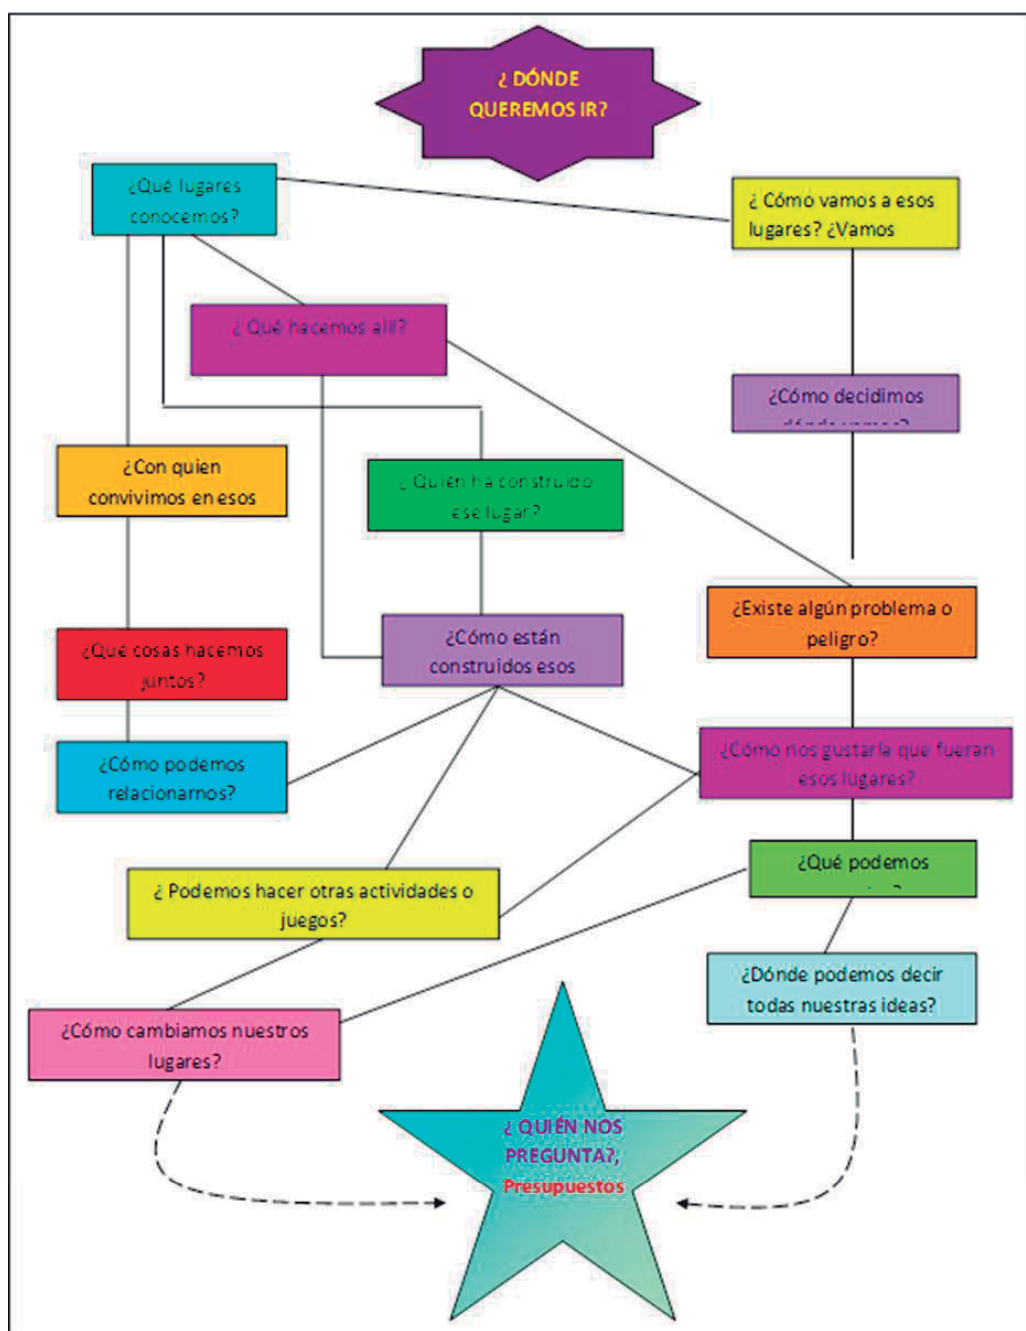 ¿ DÓNDE
QUEREMOS IR?
¿Qué lugares
conocemos?
¿ Cómo vamos a esos
lugares? ¿Vamos
¿ Qué hacemos allí?
¿Cómo decidimos
dónde vamos?
¿Con quien
convivimos en esos
¿ Quién ha construido
ese lugar?
¿Cómo están
construidos esos
¿Existe algún problema o
peligro?
¿Qué cosas hacemos
juntos?
¿Cómo nos gustaría que fueran
esos lugares?
¿Cómo podemos
relacionarnos?
¿Qué podemos
¿ Podemos hacer otras actividades o
juegos?
¿Dónde podemos decir
todas nuestras ideas?
¿Cómo cambiamos nuestros
lugares?
¿ QUIÉN NOS
PREGUNTA?,
Presupuestos